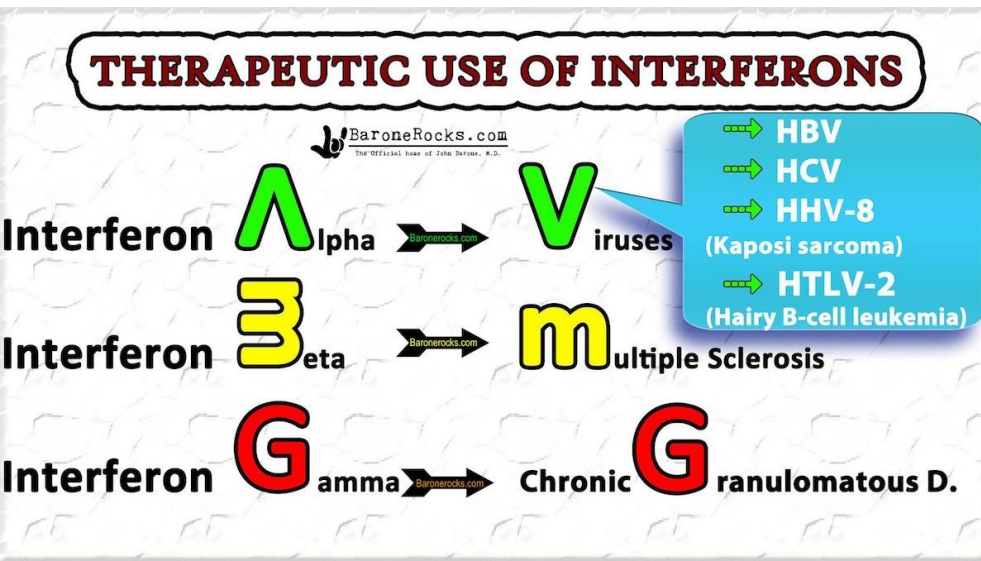 THERAPEUTIC USE OF INTERFERONS
BaroneRocks.com
The Official home of John Barone, M.D.
Interferon Alpha Baronerocks.com Viruses
HBV
HCV
HHV-8
(Kaposi sarcoma)
HTLV-2
(Hairy B-cell leukemia)
Interferon Beta Baronerocks.com multiple Sclerosis
Interferon Gamma Baronerocks.com Chronic Granulomatous D.